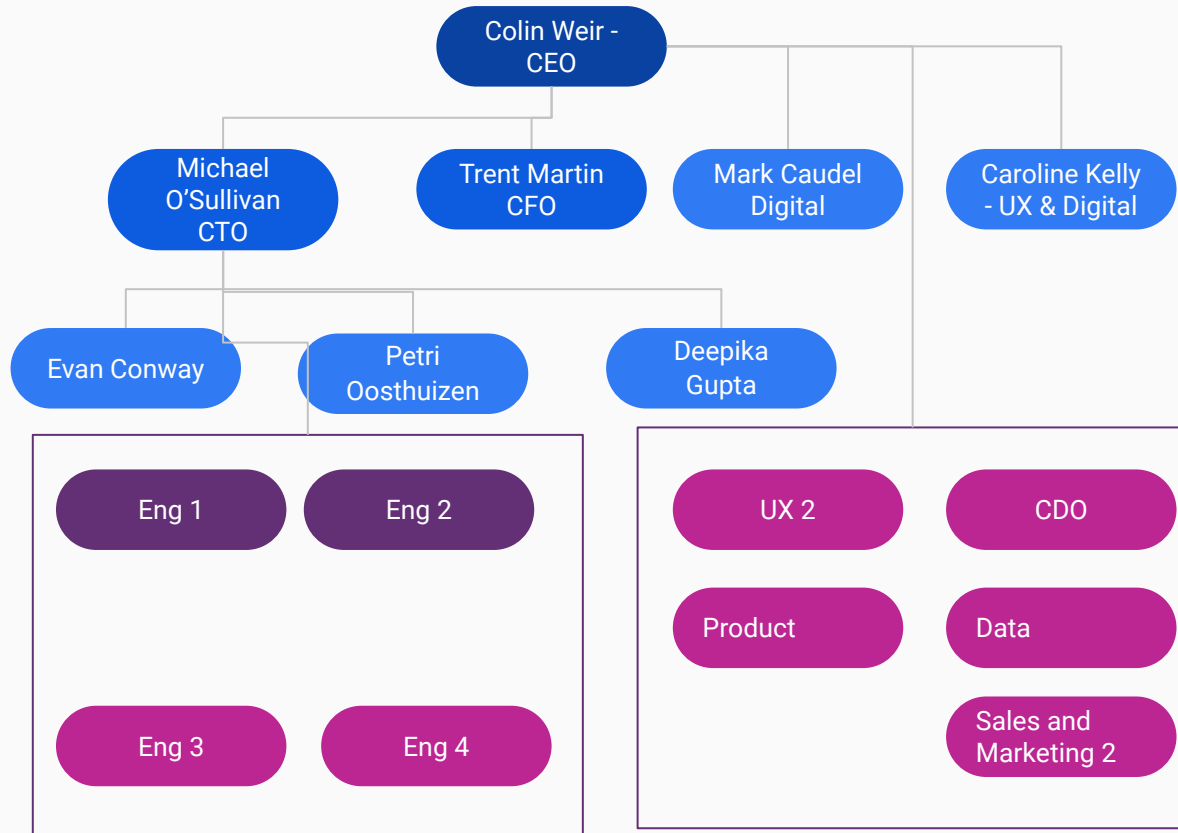 Colin Weir -
CEO
Michael
O’Sullivan
CTO
Trent Martin
CFO
Mark Caudel
Digital
Caroline Kelly
- UX & Digital
Evan Conway
Petri
Oosthuizen
Deepika
Gupta
Eng 1
Eng 2
UX 2
CDO
Product
Data
Eng 3
Eng 4
Sales and
Marketing 2